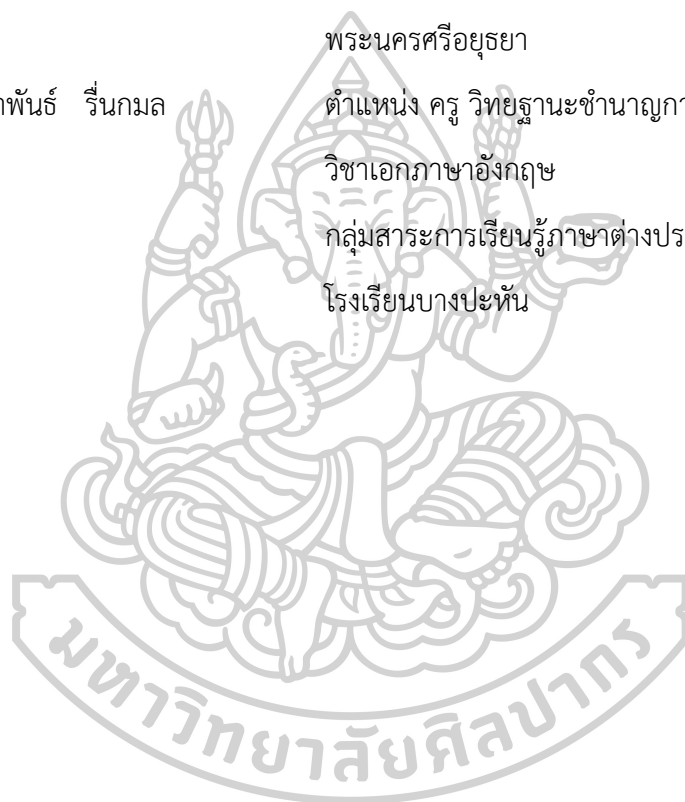 พระนครศรีอยุธยา
พันธ์ รื่นกมล ตำแหน่ง ครู วิทยฐานะชำนาญกา
วิชาเอกภาษาอังกฤษ
กลุ่มสาระการเรียนรู้ภาษาต่างประ
โรงเรียนบางปะหัน
มหาวิทยาลัยศิลปากร